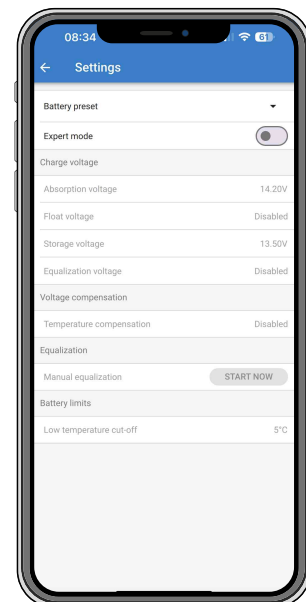 08:34 61
Settings
Battery preset
Expert mode
Charge voltage
Absorption voltage 14.20V
Float voltage Disabled
Storage voltage 13.50V
Equalization voltage Disabled
Voltage compensation
Temperature compensation Disabled
Equalization
Manual equalization START NOW
Battery limits
Low temperature cut-off 5°C